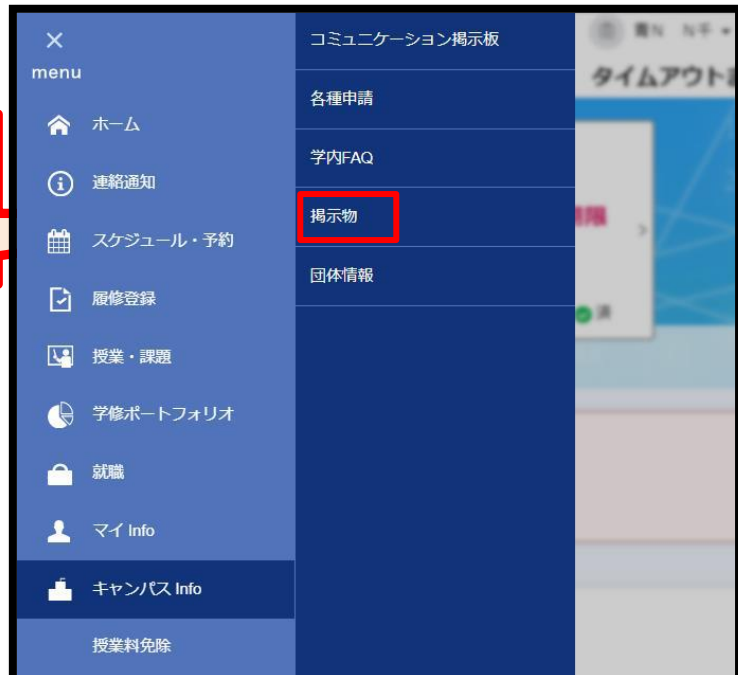 menu
ホーム
連絡通知
スケジュール・予約
履修登録
授業・課題
学修ポートフォリオ
就職
マイ Info
キャンパス Info
授業料免除
コミュニケーション掲示板
各種申請
学内FAQ
掲示物
団体情報
タイムアウト
済